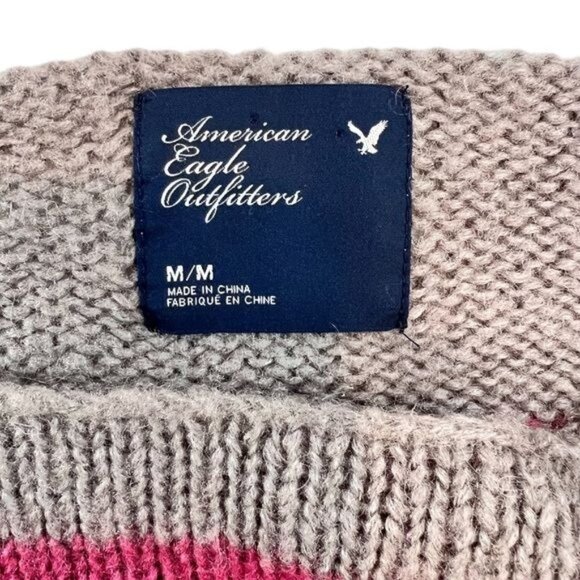 American
Eagle
Outfitters
M/M
MADE IN CHINA
FABRIQUÉ EN CHINE